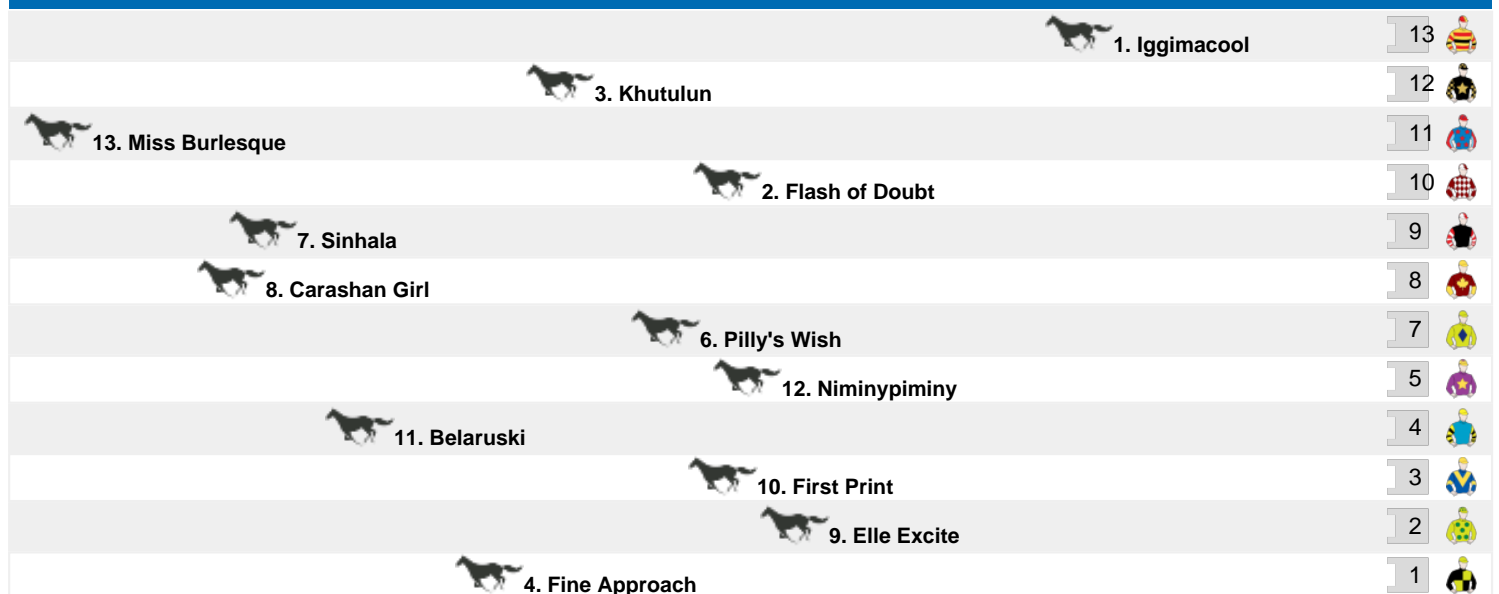 1. Iggimacool 13
3. Khutulun 12
13. Miss Burlesque 11
2. Flash of Doubt 10
7. Sinhala 9
8. Carashan Girl 8
6. Pilly's Wish 7
12. Niminypiminy 5
11. Belaruski 4
10. First Print 3
9. Elle Excite 2
4. Fine Approach 1